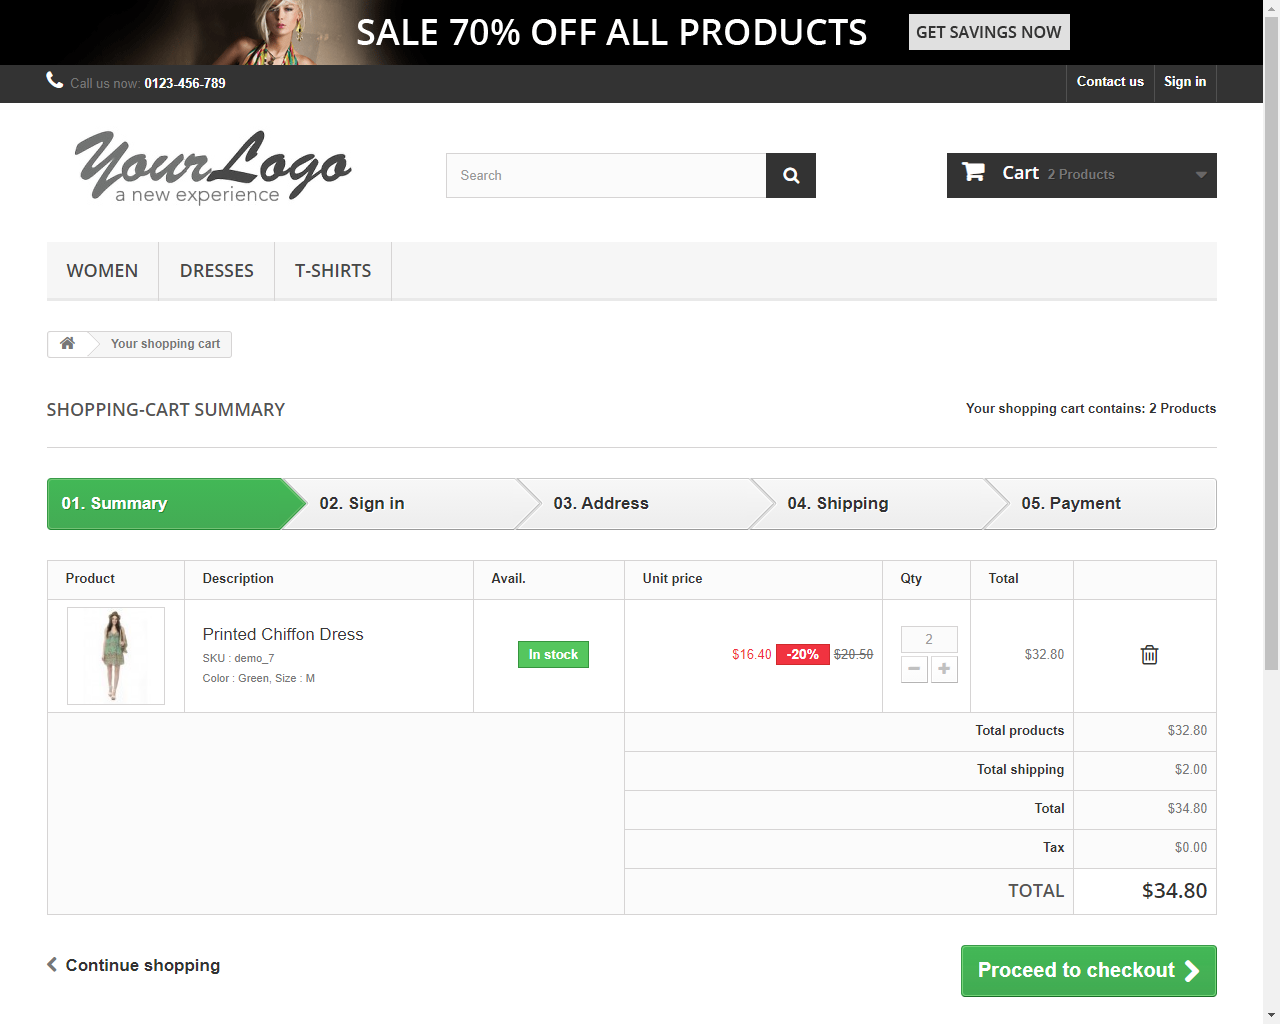 SALE 70% OFF ALL PRODUCTS GET SAVINGS NOW
Call us now: 0123-456-789 Contact us Sign in
YourLogo
a new experience
Search
Cart 2 Products
WOMEN DRESSES T-SHIRTS
Your shopping cart
SHOPPING-CART SUMMARY Your shopping cart contains: 2 Products
01. Summary 02. Sign in 03. Address 04. Shipping 05. Payment
Product Description Avail. Unit price Qty Total
Printed Chiffon Dress
SKU : demo_7
Color : Green, Size : M
In stock
$16.40 -20% $20.50
2
$32.80
Total products $32.80
Total shipping $2.00
Total $34.80
Tax $0.00
TOTAL $34.80
Continue shopping Proceed to checkout